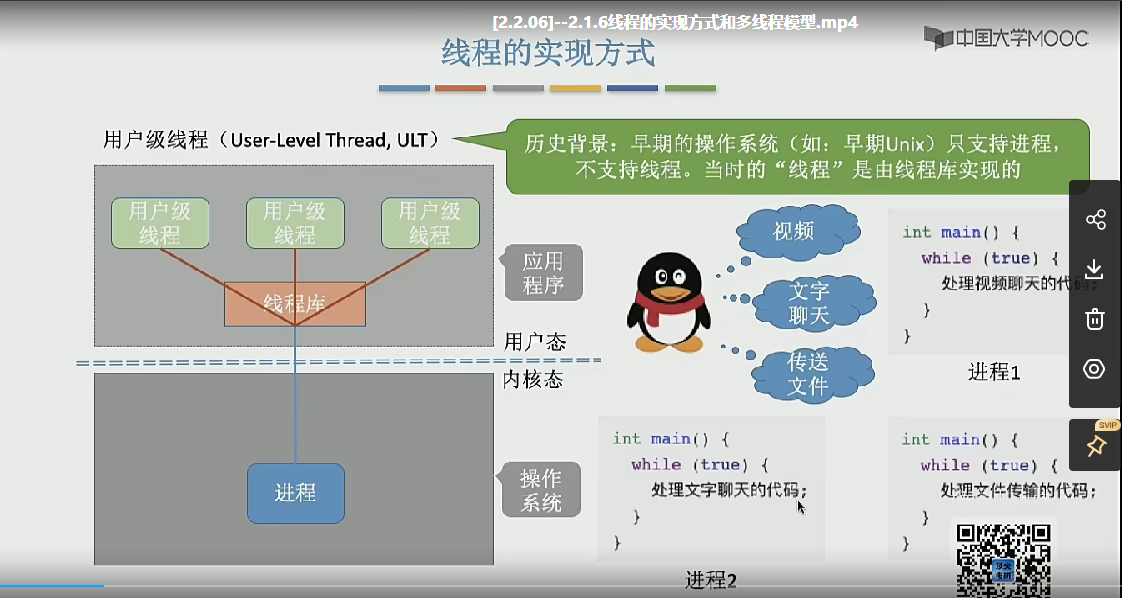 [2.2.06]--2.1.6线程的实现方式和多线程模型.mp4
线程的实现方式
中国大学MOOC
用户级线程（User-Level Thread, ULT）
历史背景：早期的操作系统（如：早期Unix）只支持进程，
不支持线程。当时的“线程”是由线程库实现的
用户级
线程
用户级
线程
用户级
线程
线程库
应用
程序
用户态
内核态
进程
操作
系统
视频
文字
聊天
传送
文件
int main() {
while (true) {
处理视频聊天的代码;
}
}
进程1
int main() {
while (true) {
处理文字聊天的代码;
}
}
进程2
int main() {
while (true) {
处理文件传输的代码;
}
}
SVIP